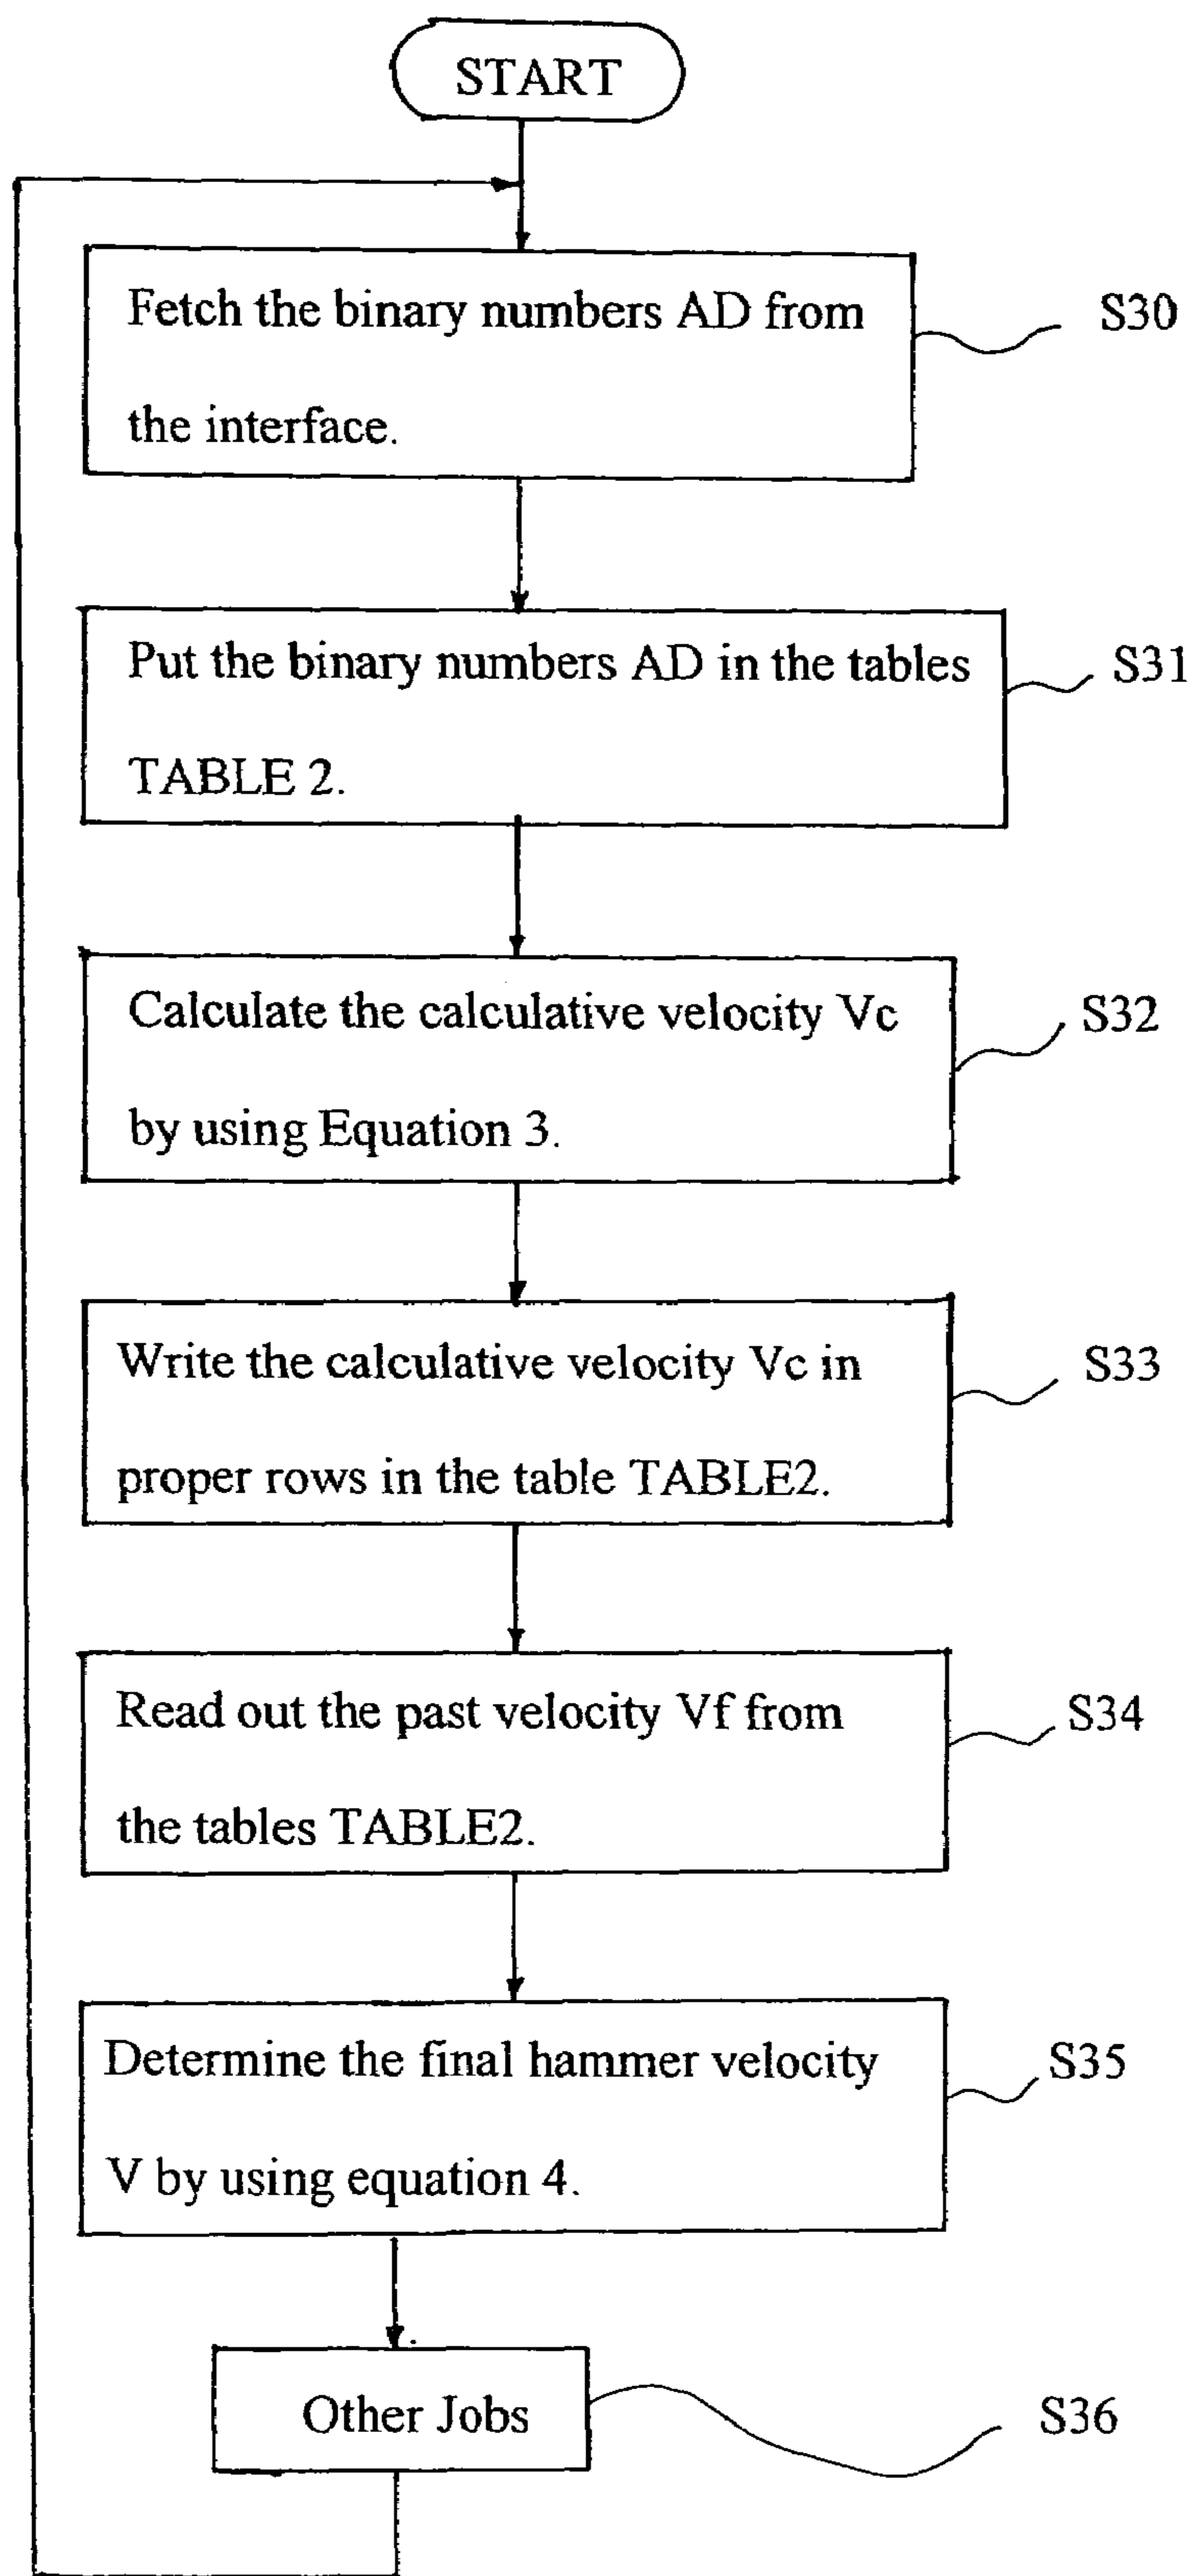 START
Fetch the binary numbers AD from
the interface.
S30
Put the binary numbers AD in the tables
TABLE 2.
S31
Calculate the calculative velocity Vc
by using Equation 3.
S32
Write the calculative velocity Vc in
proper rows in the table TABLE2.
S33
Read out the past velocity Vf from
the tables TABLE2.
S34
Determine the final hammer velocity
V by using equation 4.
S35
Other Jobs
S36